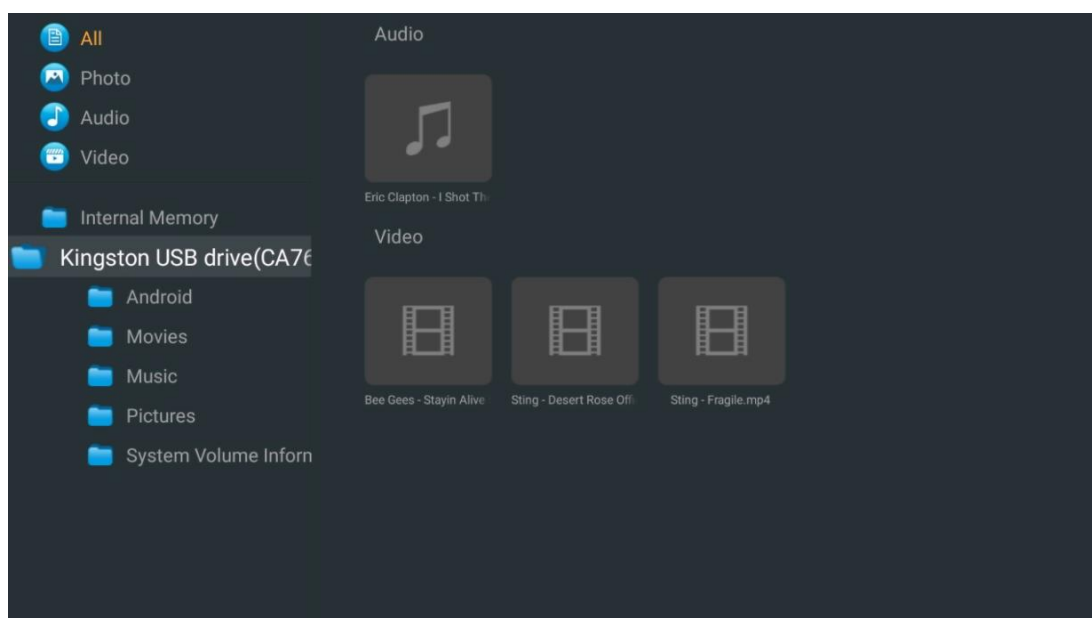 All
Photo
Audio
Video
Internal Memory
Kingston USB drive(CA76
Android
Movies
Music
Pictures
System Volume Inforn
Audio
Eric Clapton - I Shot Th
Video
Bee Gees - Stayin Alive
Sting - Desert Rose Offi
Sting - Fragile.mp4